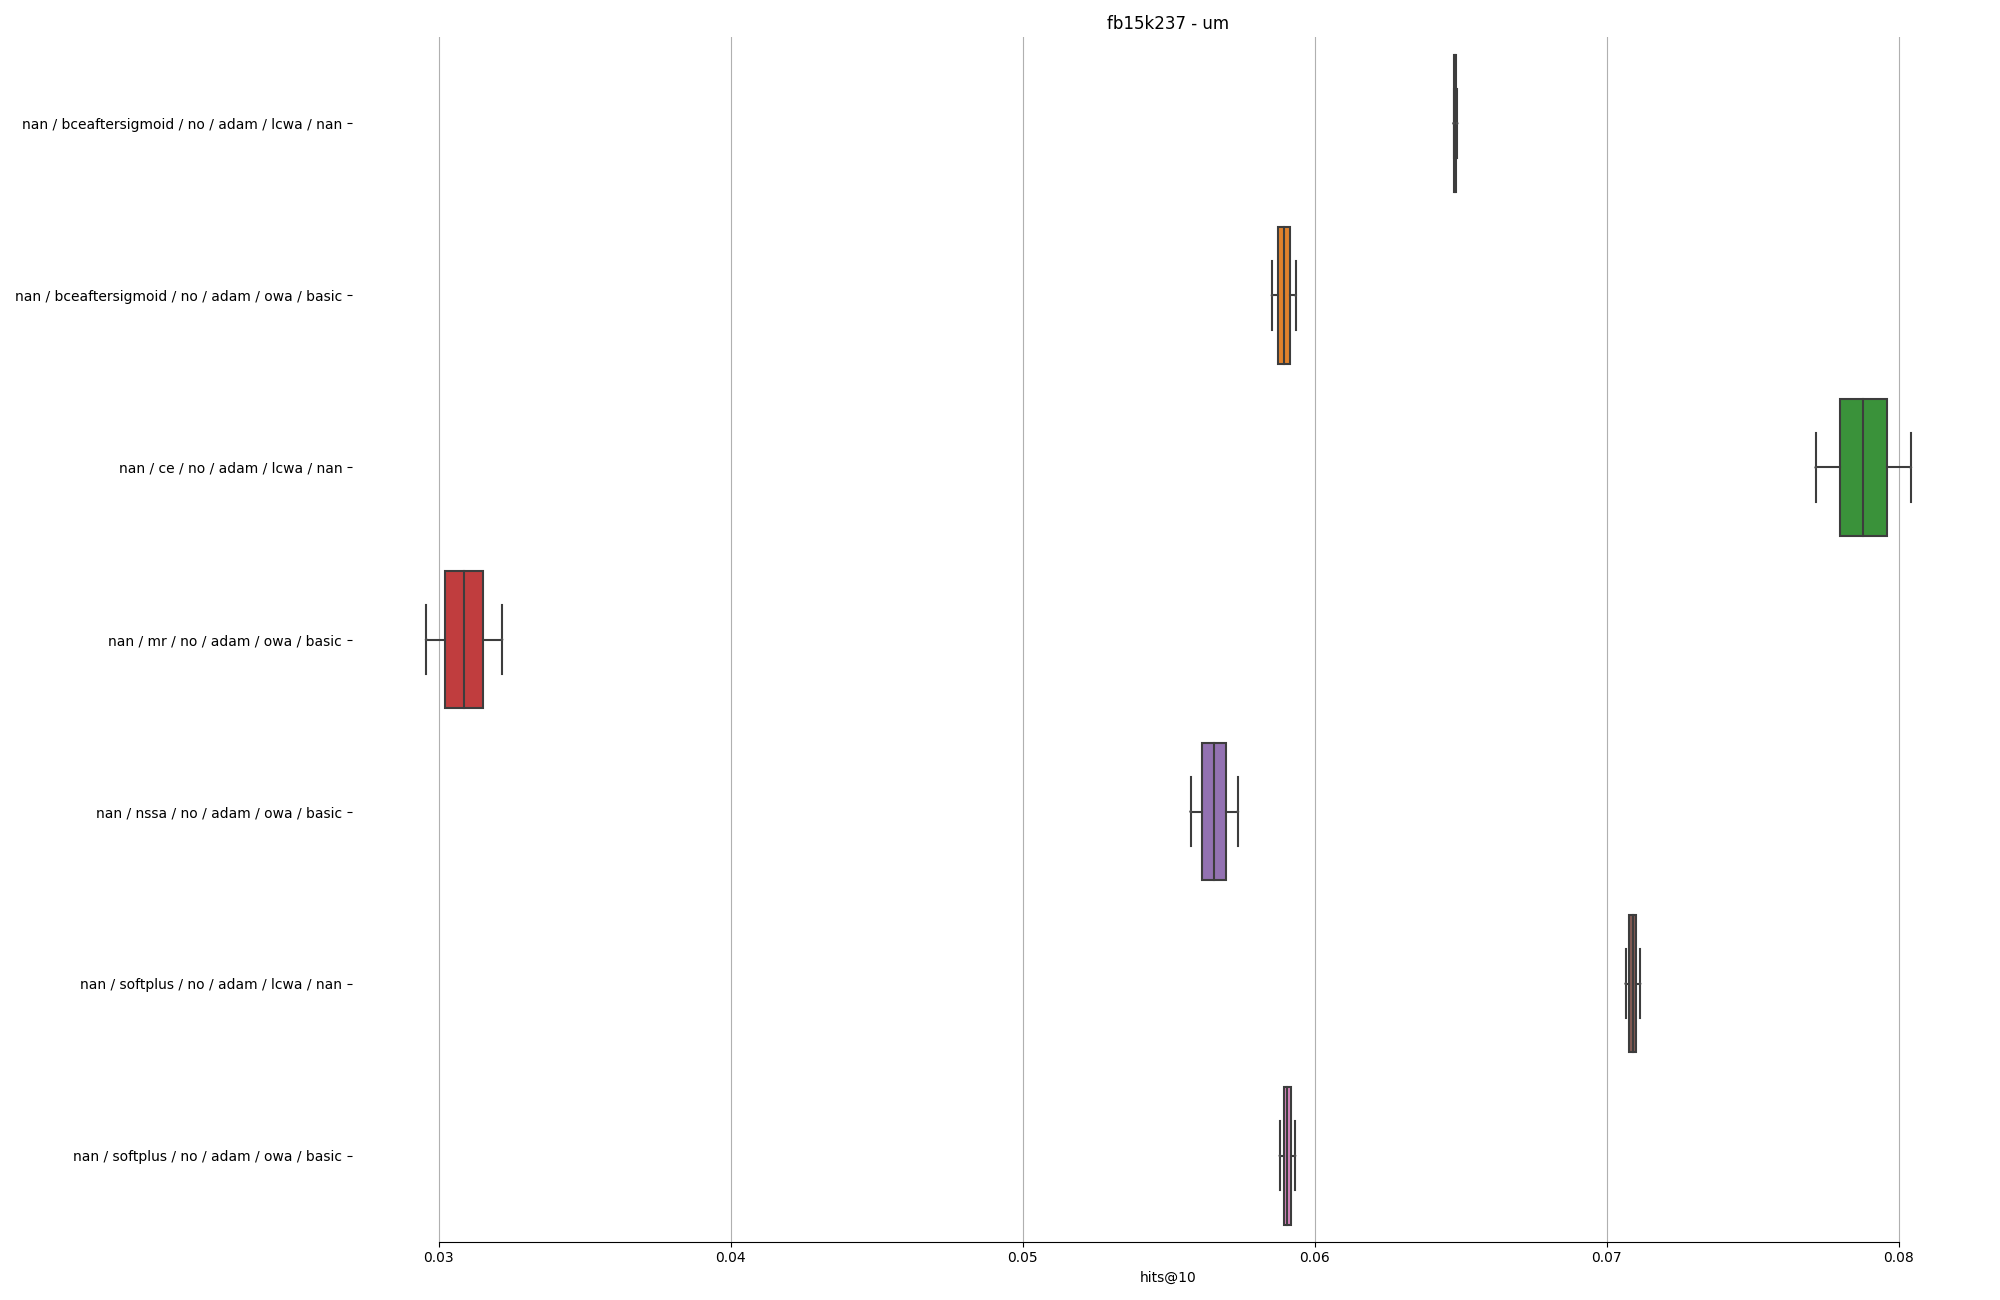 fb15k237 - um
nan / bceaftersigmoid / no / adam / lcwa / nan
nan / bceaftersigmoid / no / adam / owa / basic
nan / ce / no / adam / lcwa / nan
nan / mr / no / adam / owa / basic
nan / nssa / no / adam / owa / basic
nan / softplus / no / adam / lcwa / nan
nan / softplus / no / adam / owa / basic
0.03 0.04 0.05 0.06 0.07 0.08
hits@10